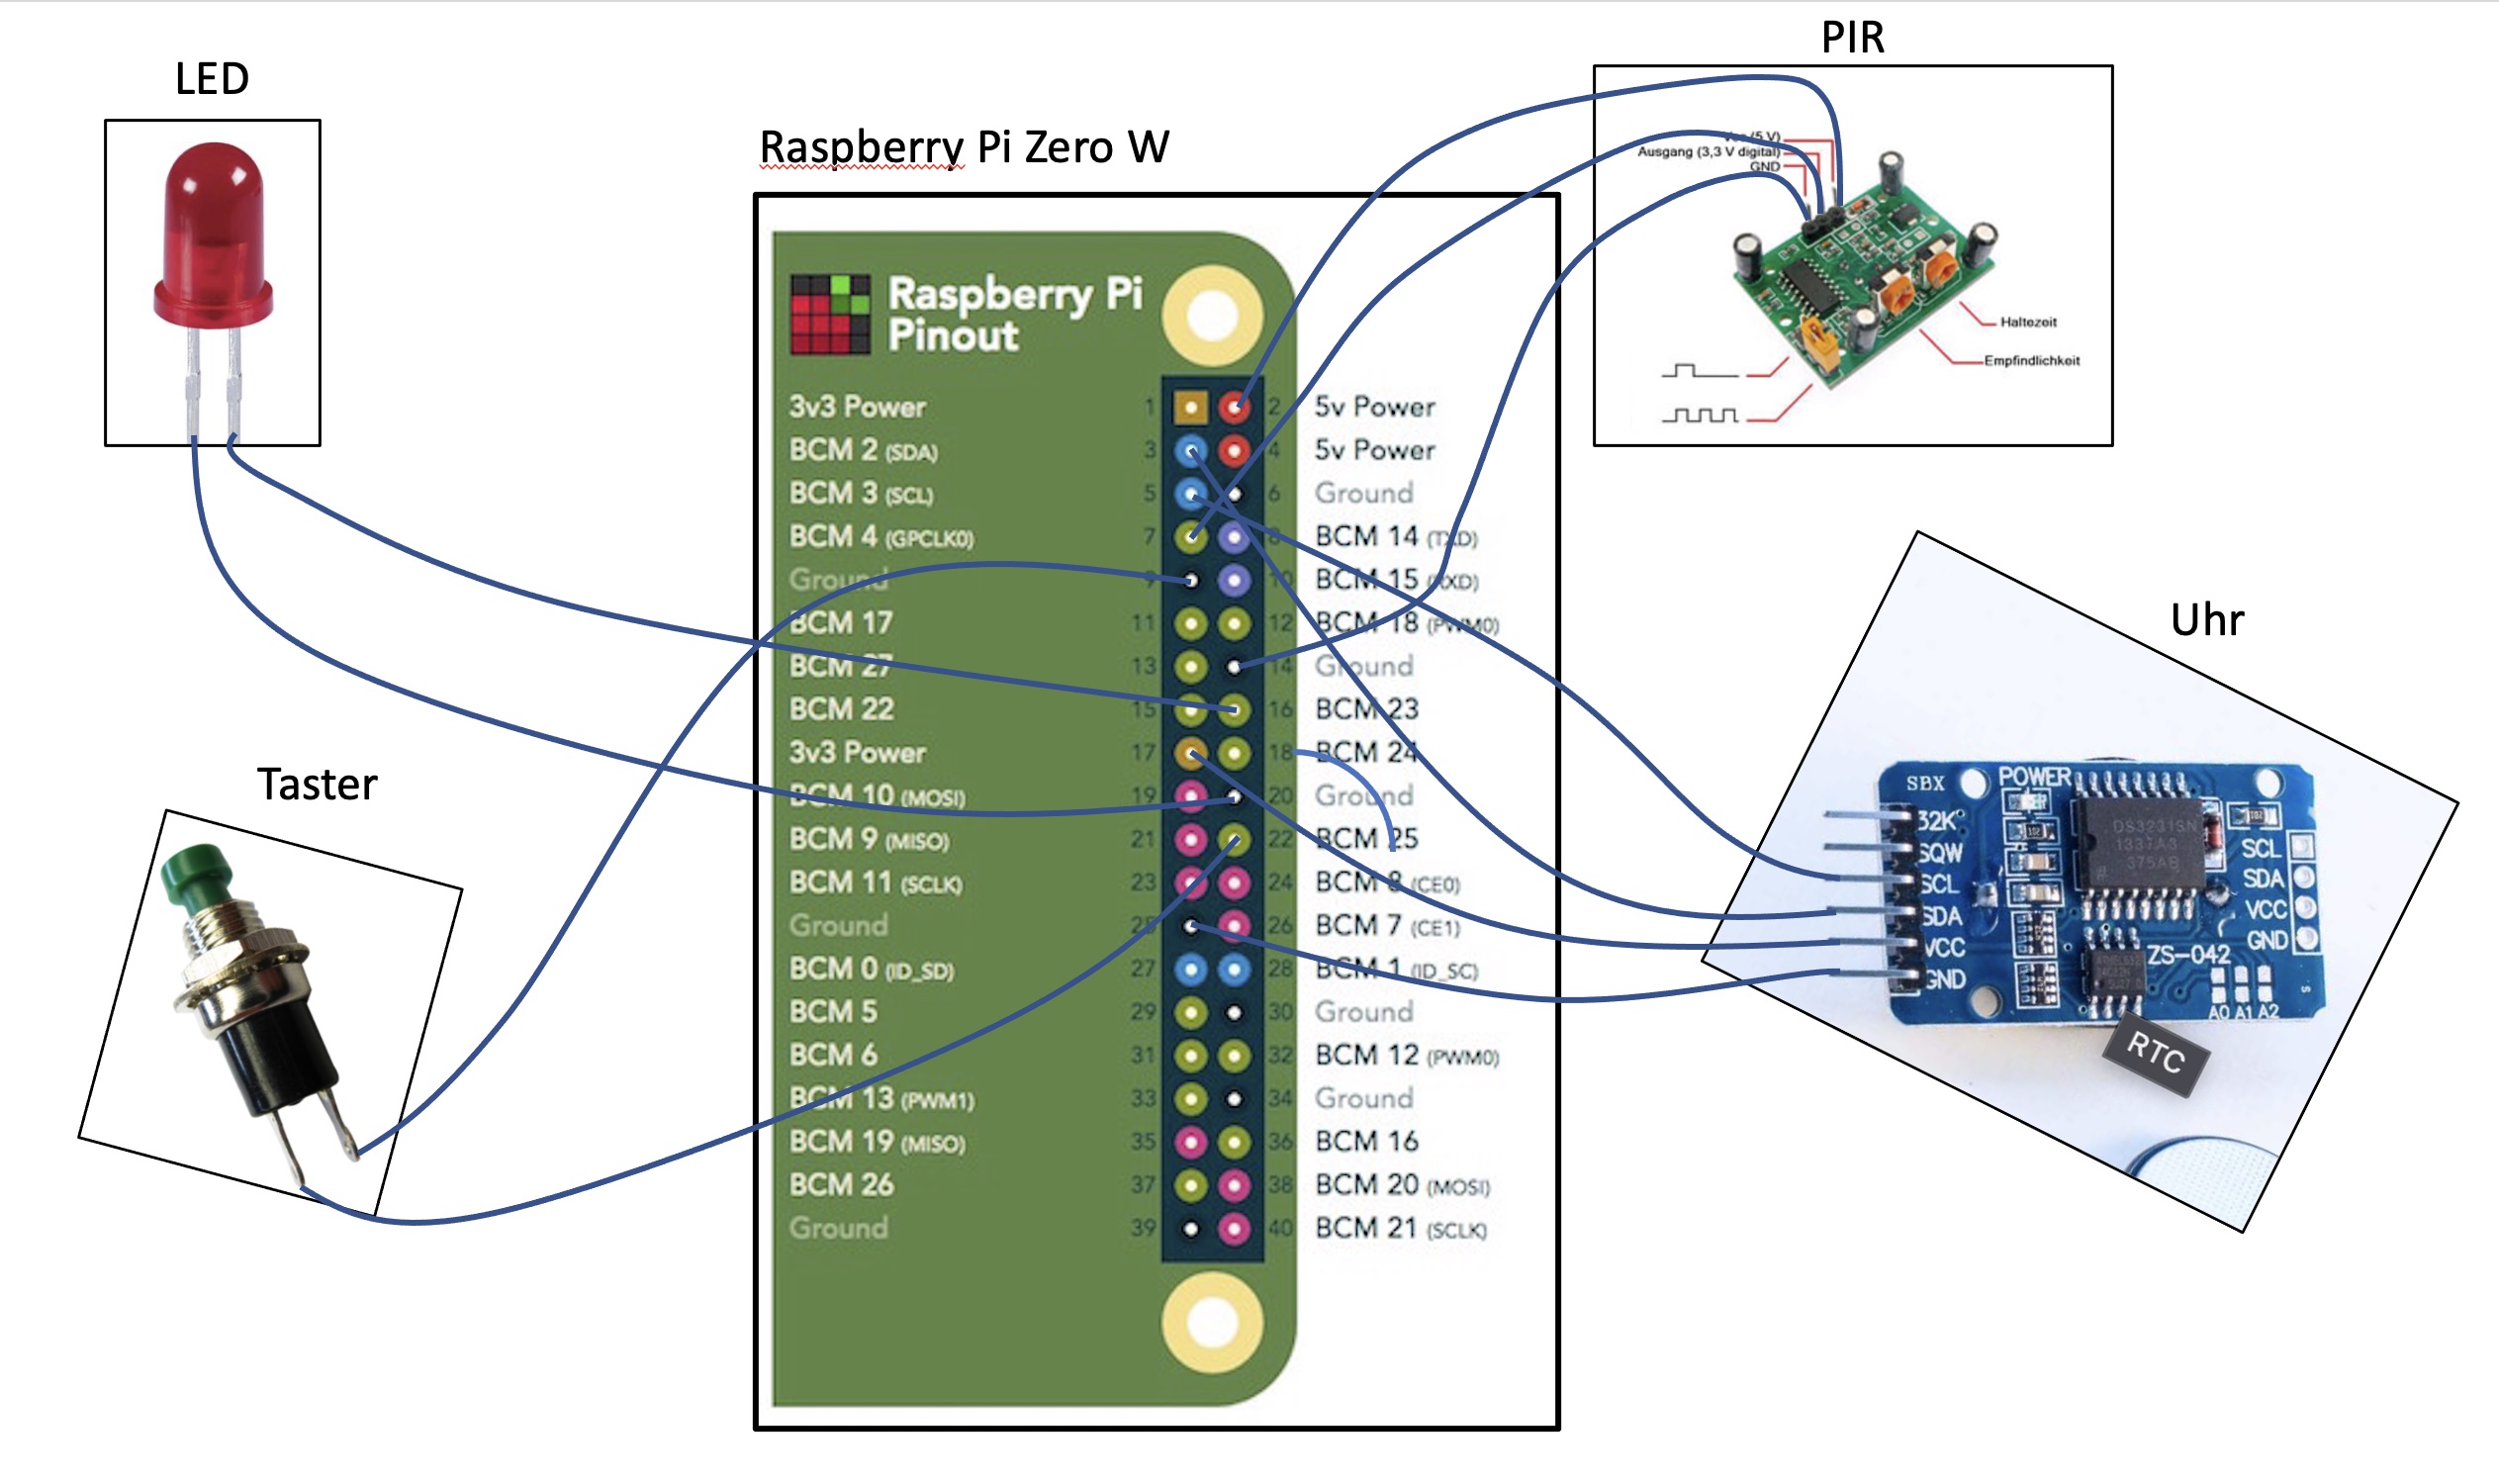 LED
PIR
Raspberry Pi Zero W
Ausgang (3,3 V digital)
GND
Haltezeit
Empfindlichkeit
Raspberry Pi
Pinout
3v3 Power 1 2 5v Power
BCM 2 (SDA) 3 4 5v Power
BCM 3 (SCL) 5 6 Ground
BCM 4 (GPCLK0) 7 8 BCM 14 (TXD)
Ground 9 10 BCM 15 (RXD)
BCM 17 11 12 BCM 18 (PWM0)
BCM 27 13 14 Ground
BCM 22 15 16 BCM 23
3v3 Power 17 18 BCM 24
BCM 10 (MOSI) 19 20 Ground
BCM 9 (MISO) 21 22 BCM 25
BCM 11 (SCLK) 23 24 BCM 8 (CE0)
Ground 25 26 BCM 7 (CE1)
BCM 0 (ID_SD) 27 28 BCM 1 (ID_SC)
BCM 5 29 30 Ground
BCM 6 31 32 BCM 12 (PWM0)
BCM 13 (PWM1) 33 34 Ground
BCM 19 (MISO) 35 36 BCM 16
BCM 26 37 38 BCM 20 (MOSI)
Ground 39 40 BCM 21 (SCLK)
Taster
Uhr
SBX
POWER
32K
SQW
SCL
SDA
VCC
GND
DS3231SN
SCL
SDA
VCC
GND
ZS-042
A0 A1 A2
RTC